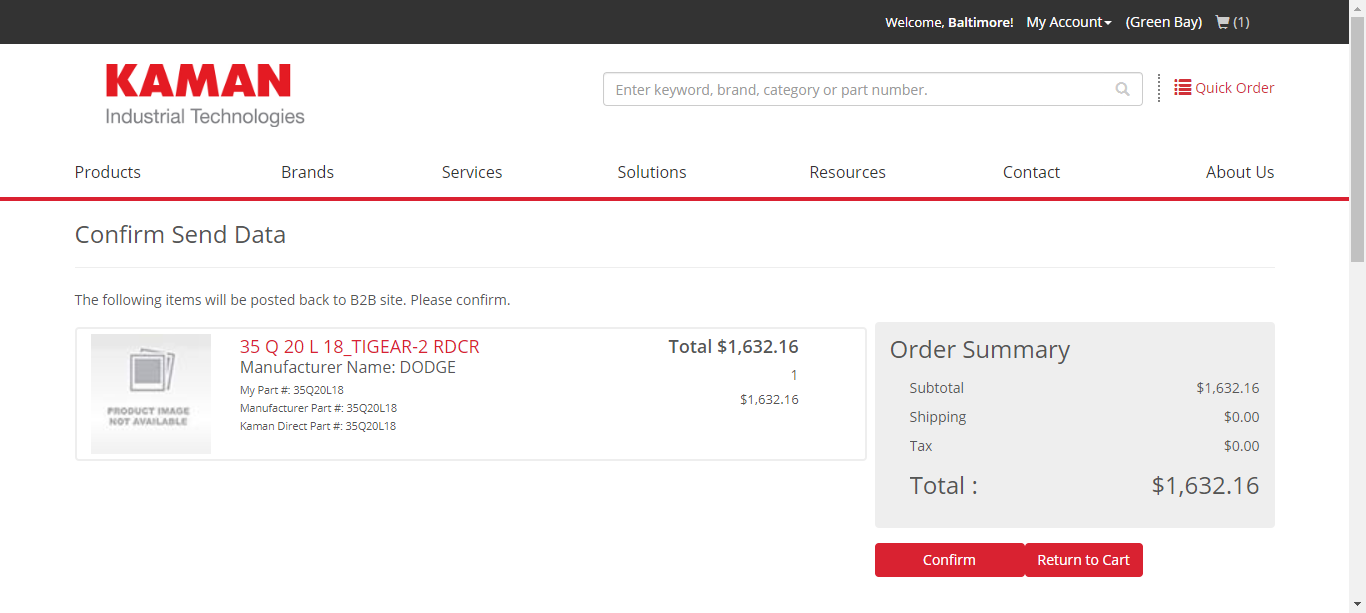 Welcome, Baltimore! My Account (Green Bay) (1)
KAMAN
Industrial Technologies
Enter keyword, brand, category or part number.
Quick Order
Products Brands Services Solutions Resources Contact About Us
Confirm Send Data
The following items will be posted back to B2B site. Please confirm.
PRODUCT IMAGE
NOT AVAILABLE
35 Q 20 L 18_TIGEAR-2 RDCR
Manufacturer Name: DODGE
My Part #: 35Q20L18
Manufacturer Part #: 35Q20L18
Kaman Direct Part #: 35Q20L18
Total $1,632.16
1
$1,632.16
Order Summary
Subtotal $1,632.16
Shipping $0.00
Tax $0.00
Total : $1,632.16
Confirm Return to Cart